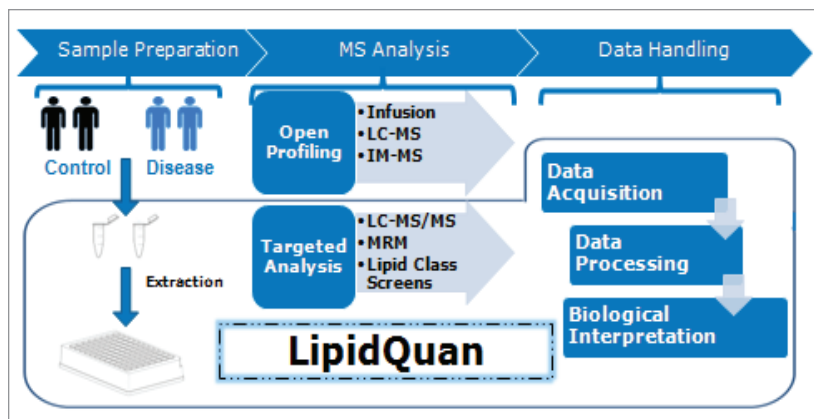 Sample Preparation
MS Analysis
Data Handling
Control
Disease
Extraction
Open
Profiling
•Infusion
•LC-MS
•IM-MS
Targeted
Analysis
•LC-MS/MS
•MRM
•Lipid Class
Screens
Data
Acquisition
Data
Processing
Biological
Interpretation
LipidQuan